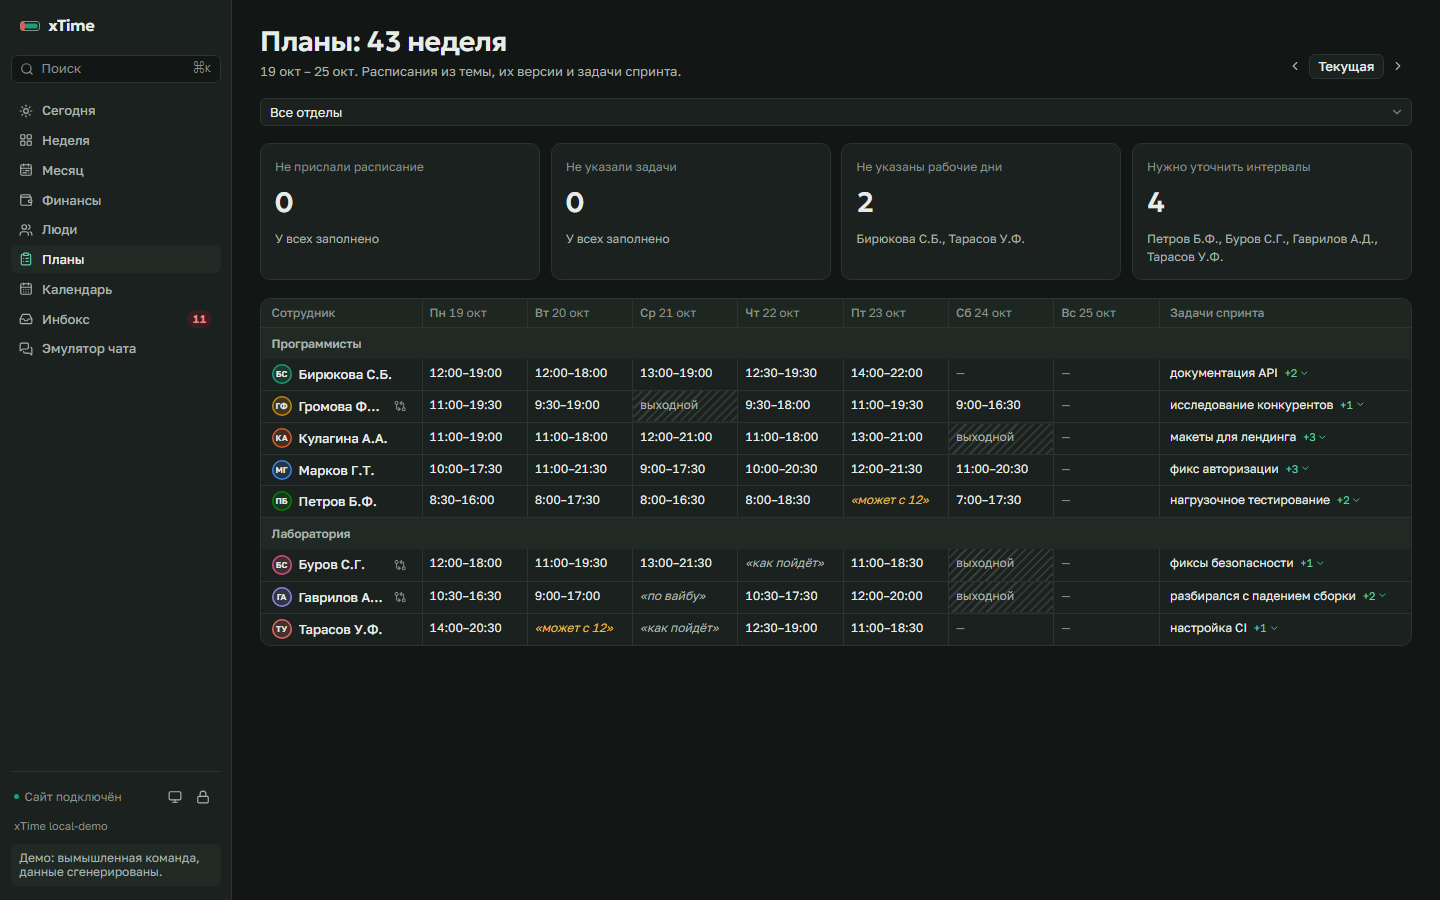 xTime
Поиск ⌘K
Сегодня
Неделя
Месяц
Финансы
Люди
Планы
Календарь
Инбокс 11
Эмулятор чата
Сайт подключён
xTime local-demo
Демо: вымышленная команда,
данные сгенерированы.
Планы: 43 неделя
19 окт – 25 окт. Расписания из темы, их версии и задачи спринта.
Текущая
Все отделы
Не прислали расписание
0
У всех заполнено
Не указали задачи
0
У всех заполнено
Не указаны рабочие дни
2
Бирюкова С.Б., Тарасов У.Ф.
Нужно уточнить интервалы
4
Петров Б.Ф., Буров С.Г., Гаврилов А.Д.,
Тарасов У.Ф.
Сотрудник Пн 19 окт Вт 20 окт Ср 21 окт Чт 22 окт Пт 23 окт Сб 24 окт Вс 25 окт Задачи спринта
Программисты
БС Бирюкова С.Б. 12:00–19:00 12:00–18:00 13:00–19:00 12:30–19:30 14:00–22:00 — — документация API +2
ГФ Громова Ф... 11:00–19:30 9:30–19:00 выходной 9:30–18:00 11:00–19:30 9:00–16:30 — исследование конкурентов +1
КА Кулагина А.А. 11:00–19:00 11:00–18:00 12:00–21:00 11:00–18:00 13:00–21:00 выходной — макеты для лендинга +3
МГ Марков Г.Т. 10:00–17:30 11:00–21:30 9:00–17:30 10:00–20:30 12:00–21:30 11:00–20:30 — фикс авторизации +3
ПБ Петров Б.Ф. 8:30–16:00 8:00–17:30 8:00–16:30 8:00–18:30 «может с 12» 7:00–17:30 — нагрузочное тестирование +2
Лаборатория
БС Буров С.Г. 12:00–18:00 11:00–19:30 13:00–21:30 «как пойдёт» 11:00–18:30 выходной — фиксы безопасности +1
ГА Гаврилов А... 10:30–16:30 9:00–17:00 «по вайбу» 10:30–17:30 12:00–20:00 выходной — разбирался с падением сборки +2
ТУ Тарасов У.Ф. 14:00–20:30 «может с 12» «как пойдёт» 12:30–19:00 11:00–18:30 — — настройка CI +1